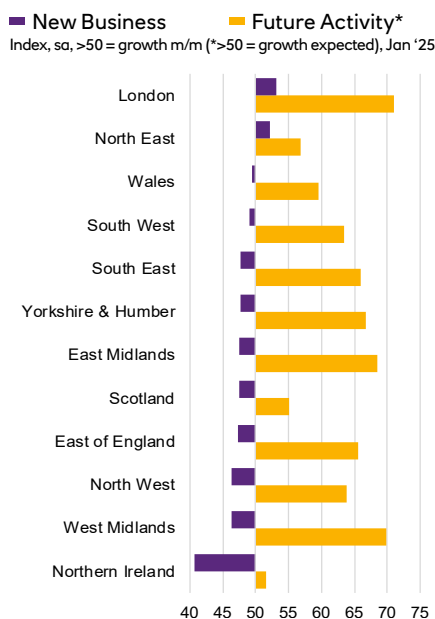 New Business Future Activity*
Index, sa, >50 = growth m/m (*>50 = growth expected), Jan ‘25
London
North East
Wales
South West
South East
Yorkshire & Humber
East Midlands
Scotland
East of England
North West
West Midlands
Northern Ireland
40 45 50 55 60 65 70 75